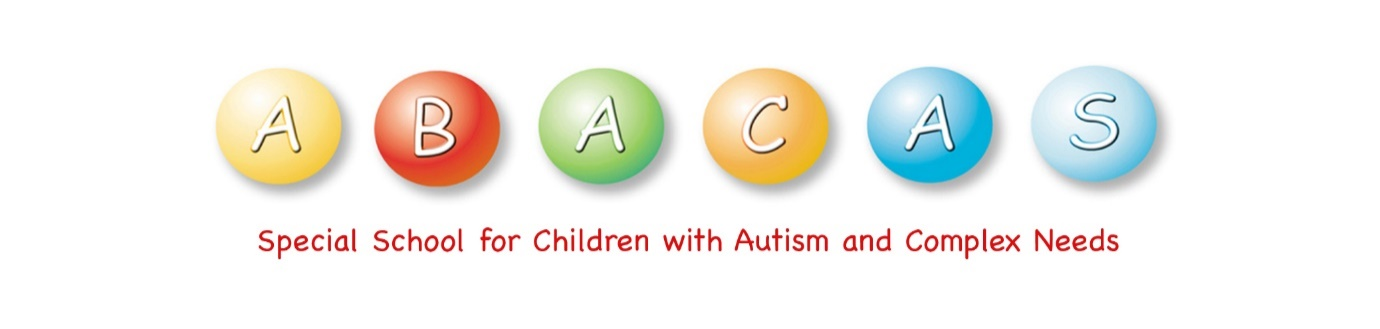 A B A C A S
Special School for Children with Autism and Complex Needs